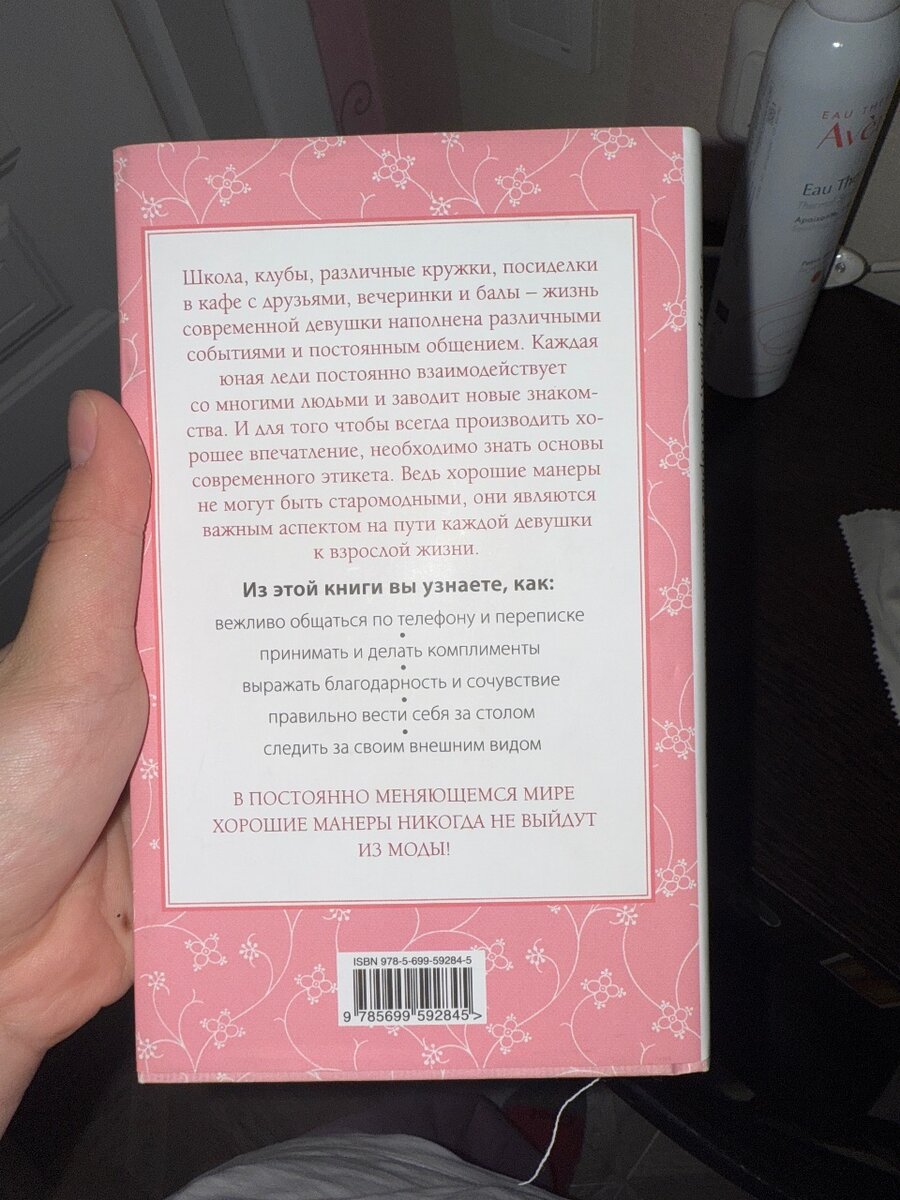 Школа, клубы, различные кружки, посиделки
в кафе с друзьями, вечеринки и балы – жизнь
современной девушки наполнена различными
событиями и постоянным общением. Каждая
юная леди постоянно взаимодействует
со многими людьми и заводит новые знаком-
ства. И для того чтобы всегда производить хо-
рошее впечатление, необходимо знать основы
современного этикета. Ведь хорошие манеры
не могут быть старомодными, они являются
важным аспектом на пути каждой девушки
к взрослой жизни.
Из этой книги вы узнаете, как:
вежливо общаться по телефону и переписке
•
принимать и делать комплименты
•
выражать благодарность и сочувствие
•
правильно вести себя за столом
•
следить за своим внешним видом
В ПОСТОЯННО МЕНЯЮЩЕМСЯ МИРЕ
ХОРОШИЕ МАНЕРЫ НИКОГДА НЕ ВЫЙДУТ
ИЗ МОДЫ!
ISBN 978-5-699-59284-5
9 785699 592845 >
EAU THE
Avè
Eau Th